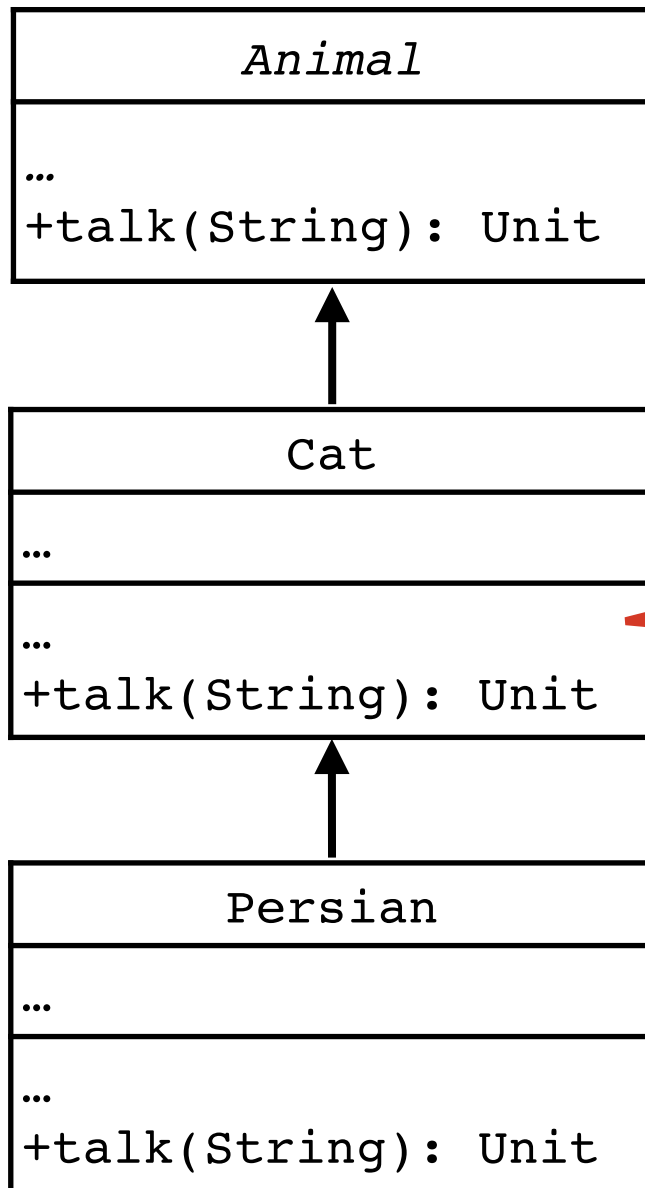 Animal
…
+talk(String): Unit
Cat
…
…
+talk(String): Unit
Persian
…
…
+talk(String): Unit